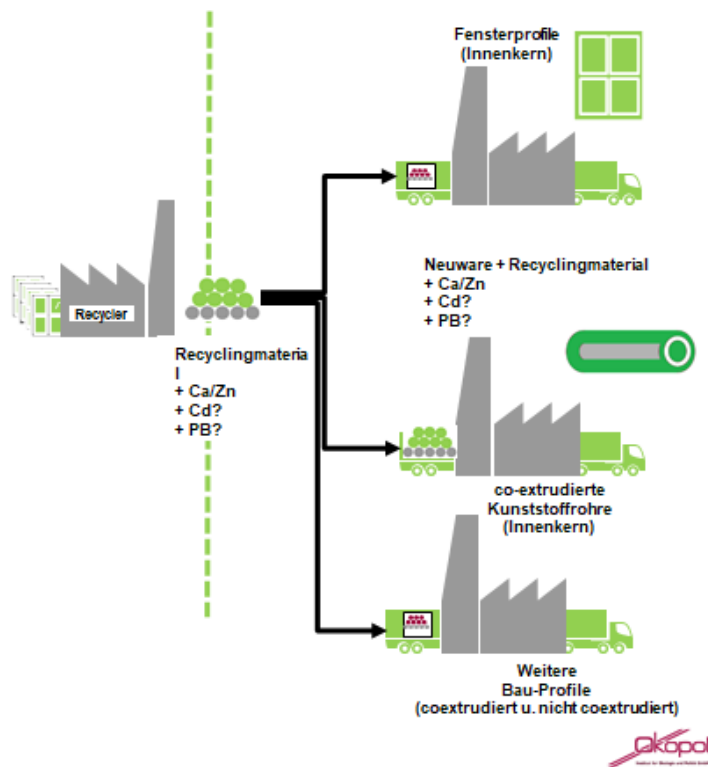 Fensterprofile
(Innenkern)
Recycler
Recyclingmateria
l
+ Ca/Zn
+ Cd?
+ PB?
Neuware + Recyclingmaterial
+ Ca/Zn
+ Cd?
+ PB?
co-extrudierte
Kunststoffrohre
(Innenkern)
Weitere
Bau-Profile
(coextrudiert u. nicht coextrudiert)
Ökopol